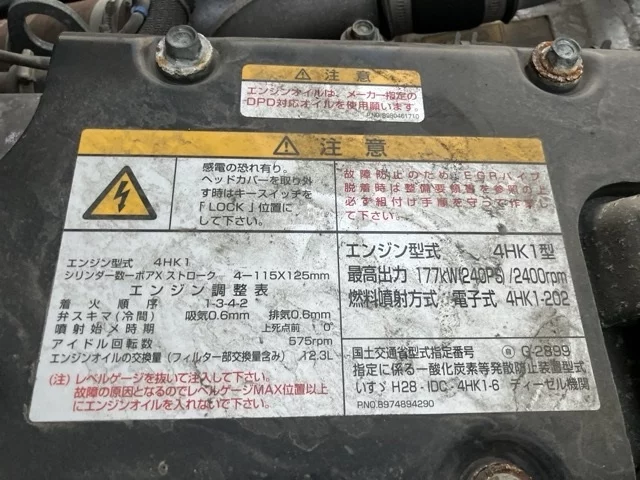 注意
エンジンオイルは、メーカー指定の
DPD対応オイルを使用願います。
P.NO.8980461710
注意
感電の恐れ有り。
ヘッドカバーを取り外
す時はキースイッチを
「LOCK」位置に
して下さい。
故障防止のため、EGRパイプ
脱着時は整備要領等を参照の上
必ず組付け手順を守って作業し
て下さい。
エンジン型式 4HK1
シリンダー数−ボアXストローク 4−115X125mm
エンジン調整表
着火順序 1-3-4-2
弁スキマ(冷間) 吸気0.6mm 排気0.6mm
噴射始メ時期 上死点前 0°
アイドル回転数 575rpm
エンジンオイルの交換量(フィルター部交換量含み) 12.3L
(注)レベルゲージを抜いて注入して下さい。
故障の原因となるのでレベルゲージMAX位置以上
にエンジンオイルを入れないで下さい。
エンジン型式 4HK1型
最高出力 177kW(240PS)/2400rpm
燃料噴射方式 電子式 4HK1-202
国土交通省型式指定番号 ⓐ G-2899
指定に係る一酸化炭素等発散防止装置型式
いすゞ H28-IDC-4HK1-6 ディーゼル機関
P.NO.8974894290